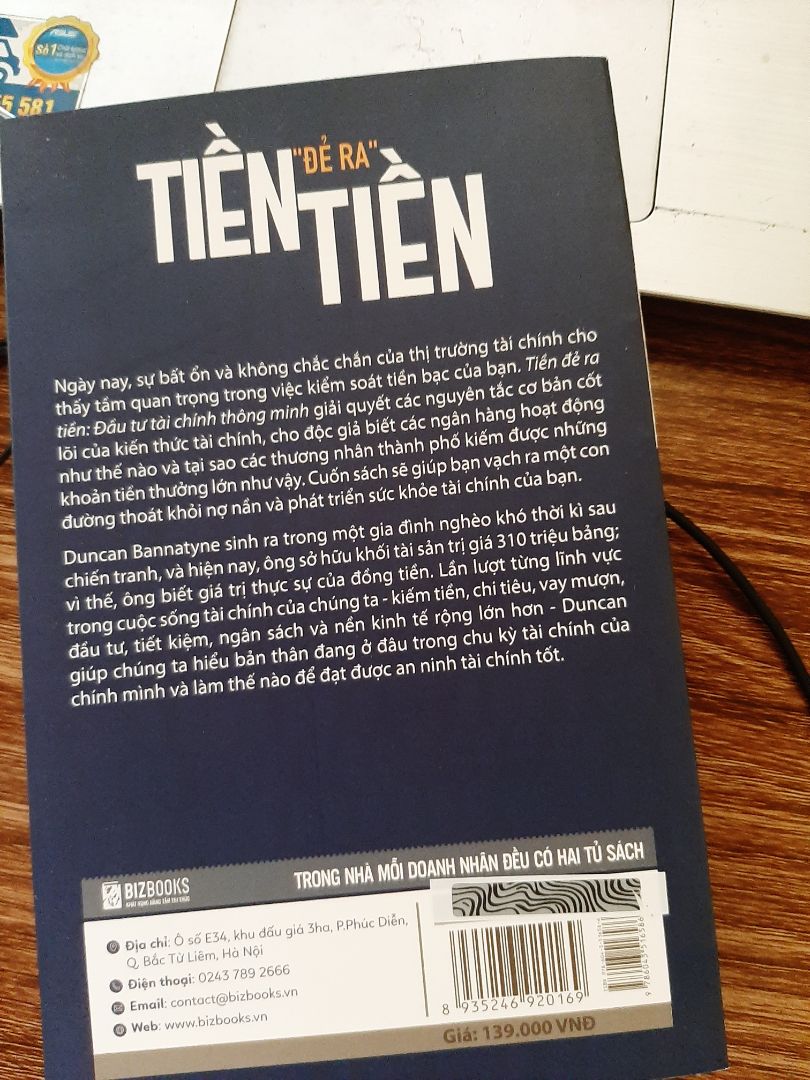 ASUS
Số 1
5 581
TIỀN "ĐẺ RA" TIỀN
Ngày nay, sự bất ổn và không chắc chắn của thị trường tài chính cho
thấy tầm quan trọng trong việc kiểm soát tiền bạc của bạn. Tiền đẻ ra
tiền: Đầu tư tài chính thông minh giải quyết các nguyên tắc cơ bản cốt
lõi của kiến thức tài chính, cho độc giả biết các ngân hàng hoạt động
như thế nào và tại sao các thương nhân thành phố kiếm được những
khoản tiền thưởng lớn như vậy. Cuốn sách sẽ giúp bạn vạch ra một con
đường thoát khỏi nợ nần và phát triển sức khỏe tài chính của bạn.
Duncan Bannatyne sinh ra trong một gia đình nghèo khó thời kì sau
chiến tranh, và hiện nay, ông sở hữu khối tài sản trị giá 310 triệu bảng;
vì thế, ông biết giá trị thực sự của đồng tiền. Lần lượt từng lĩnh vực
trong cuộc sống tài chính của chúng ta - kiếm tiền, chi tiêu, vay mượn,
đầu tư, tiết kiệm, ngân sách và nền kinh tế rộng lớn hơn - Duncan
giúp chúng ta hiểu bản thân đang ở đâu trong chu kỳ tài chính của
chính mình và làm thế nào để đạt được an ninh tài chính tốt.
BIZBOOKS
TRONG NHÀ MỖI DOANH NHÂN ĐỀU CÓ HAI TỦ SÁCH
Địa chỉ: Ô số E34, khu đấu giá 3ha, P.Phúc Diễn,
Q, Bắc Từ Liêm, Hà Nội
Điện thoại: 0243 789 2666
Email: contact@bizbooks.vn
Web: www.bizbooks.vn
8 935246 920169
Giá: 139.000 VNĐ